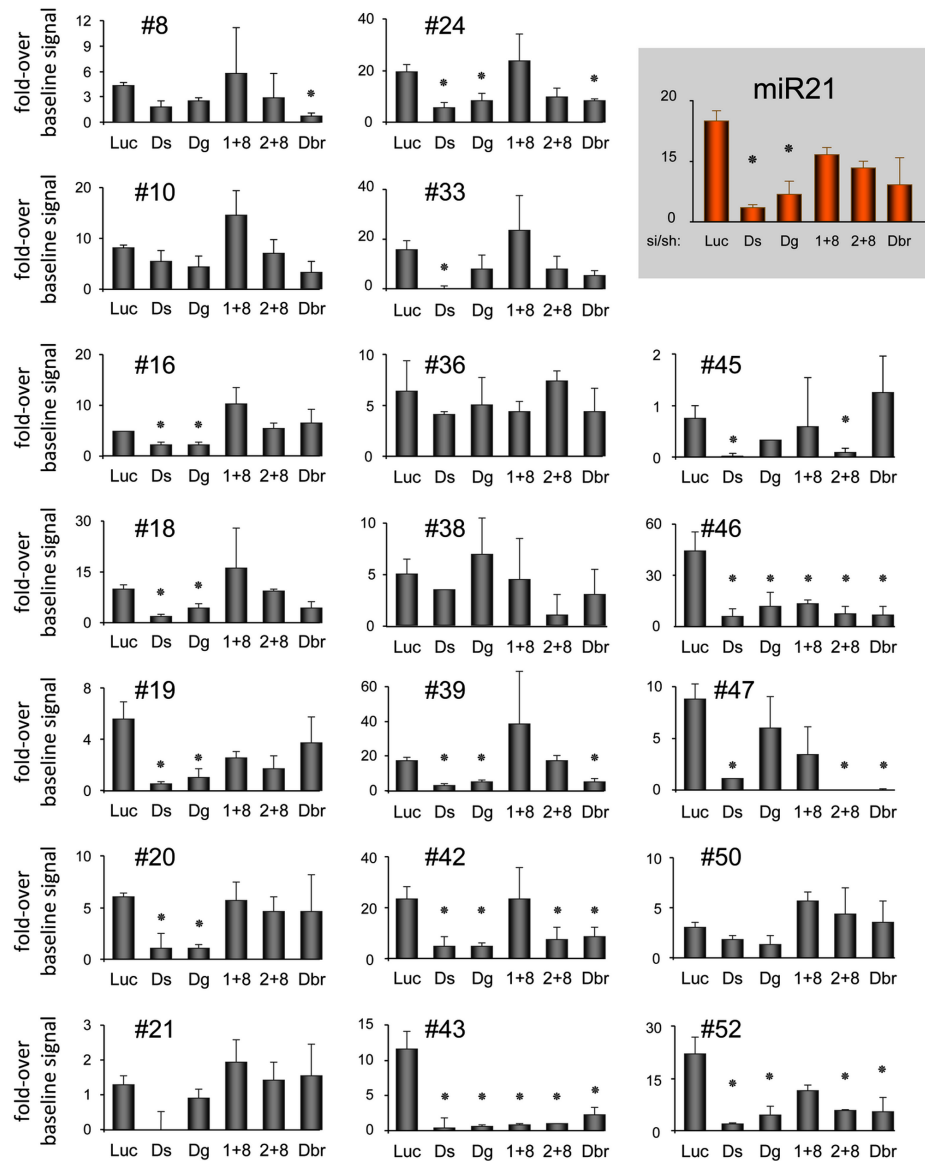 #8
fold-over
baseline signal
12
9
6
3
0
Luc Ds Dg 1+8 2+8 Dbr
#24
40
20
0
Luc Ds Dg 1+8 2+8 Dbr
miR21
20
15
0
si/sh: Luc Ds Dg 1+8 2+8 Dbr
#10
fold-over
baseline signal
20
10
0
Luc Ds Dg 1+8 2+8 Dbr
#33
40
20
0
Luc Ds Dg 1+8 2+8 Dbr
#16
fold-over
baseline signal
20
10
0
Luc Ds Dg 1+8 2+8 Dbr
#36
10
5
0
Luc Ds Dg 1+8 2+8 Dbr
#45
2
1
0
Luc Ds Dg 1+8 2+8 Dbr
#18
fold-over
baseline signal
30
15
0
Luc Ds Dg 1+8 2+8 Dbr
#38
10
5
0
Luc Ds Dg 1+8 2+8 Dbr
#46
60
30
0
Luc Ds Dg 1+8 2+8 Dbr
#19
fold-over
baseline signal
8
4
0
Luc Ds Dg 1+8 2+8 Dbr
#39
60
40
20
0
Luc Ds Dg 1+8 2+8 Dbr
#47
10
5
0
Luc Ds Dg 1+8 2+8 Dbr
#20
fold-over
baseline signal
10
5
0
Luc Ds Dg 1+8 2+8 Dbr
#42
40
20
0
Luc Ds Dg 1+8 2+8 Dbr
#50
10
5
0
Luc Ds Dg 1+8 2+8 Dbr
#21
fold-over
baseline signal
3
2
1
0
Luc Ds Dg 1+8 2+8 Dbr
#43
15
10
5
0
Luc Ds Dg 1+8 2+8 Dbr
#52
30
15
0
Luc Ds Dg 1+8 2+8 Dbr